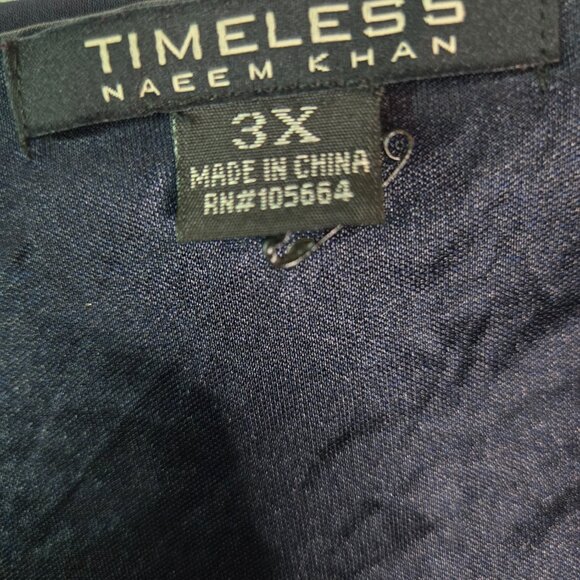 TIMELESS
NAEEM KHAN
3X
MADE IN CHINA
RN#105664